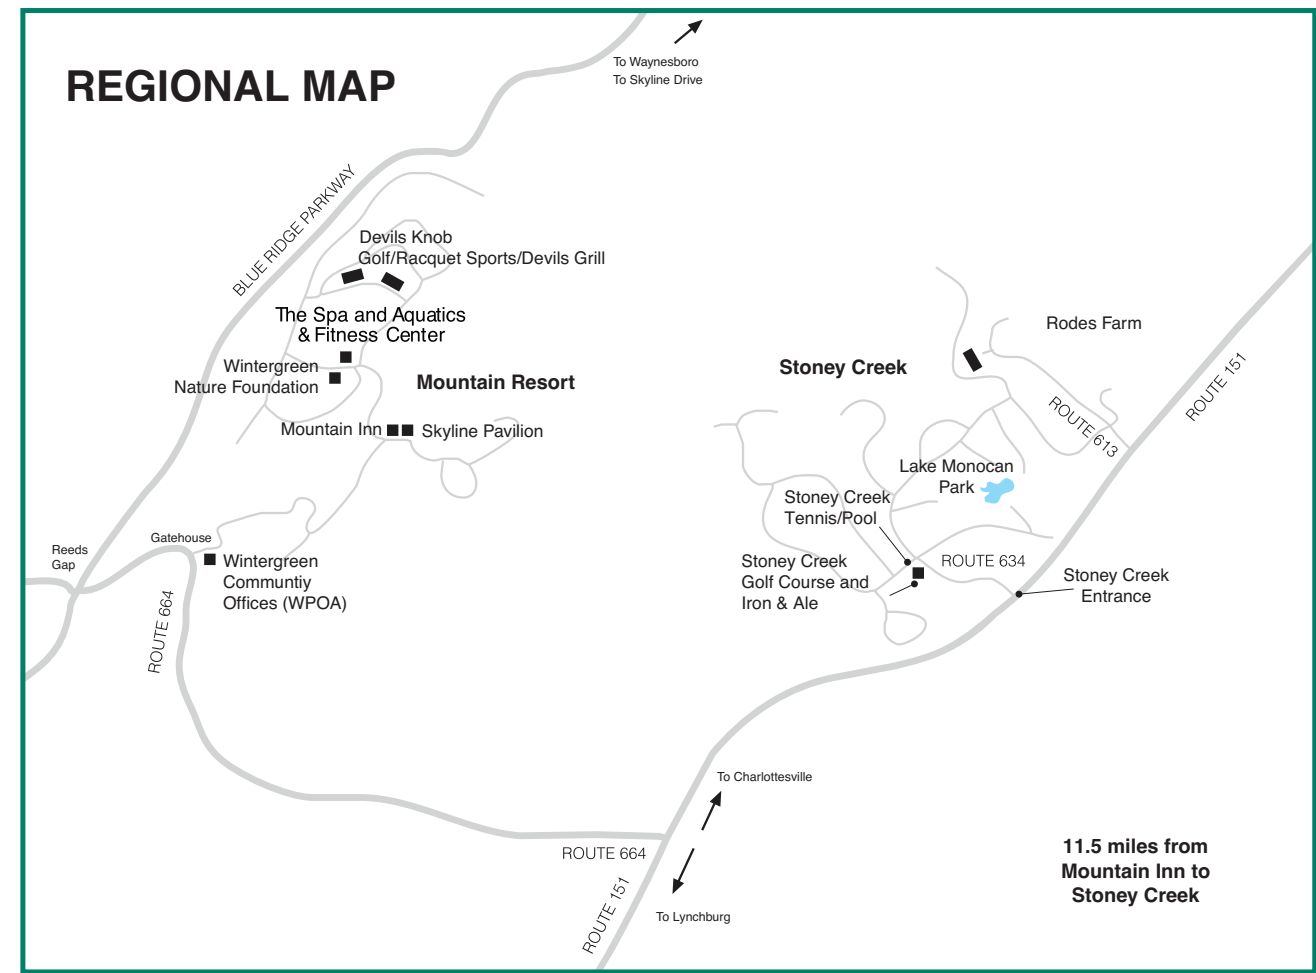 REGIONAL MAP
To Waynesboro
To Skyline Drive
BLUE RIDGE PARKWAY
Devils Knob
Golf/Racquet Sports/Devils Grill
The Spa and Aquatics
& Fitness Center
Wintergreen
Nature Foundation
Mountain Resort
Mountain Inn
Skyline Pavilion
Rodes Farm
Stoney Creek
ROUTE 151
ROUTE 613
Lake Monocan
Park
Stoney Creek
Tennis/Pool
Reeds
Gap
Gatehouse
Wintergreen
Communtiy
Offices (WPOA)
ROUTE 664
Stoney Creek
Golf Course and
Iron & Ale
ROUTE 634
Stoney Creek
Entrance
To Charlottesville
ROUTE 664
ROUTE 151
To Lynchburg
11.5 miles from
Mountain Inn to
Stoney Creek